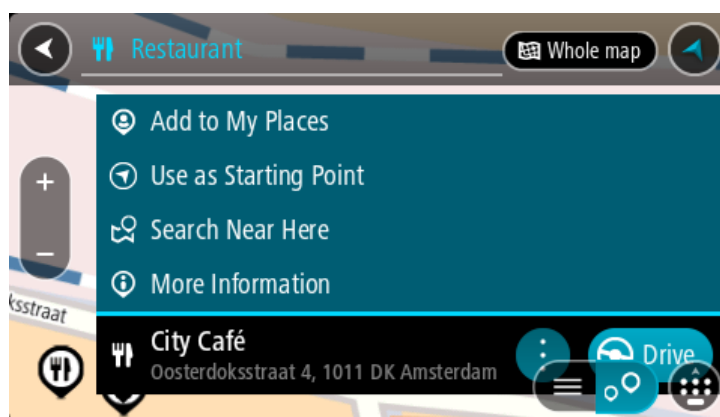 Restaurant
Whole map
Add to My Places
Use as Starting Point
Search Near Here
More Information
ksstraat
City Café
Drive
Oosterdoksstraat 4, 1011 DK Amsterdam